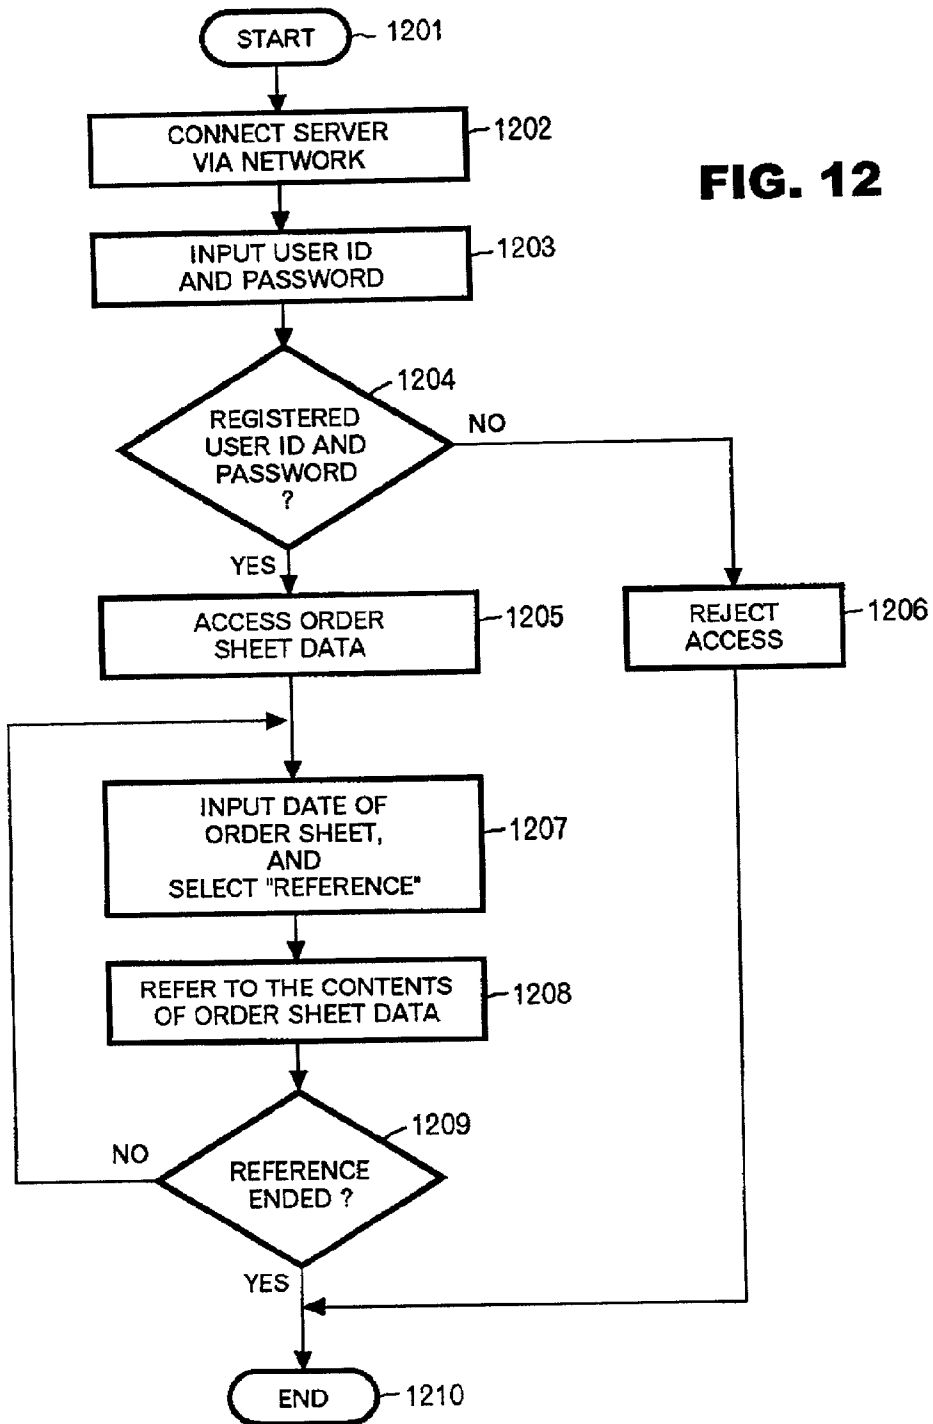 START
1201
CONNECT SERVER
VIA NETWORK
1202
FIG. 12
INPUT USER ID
AND PASSWORD
1203
1204
REGISTERED
USER ID AND
PASSWORD
?
NO
YES
ACCESS ORDER
SHEET DATA
1205
REJECT
ACCESS
1206
INPUT DATE OF
ORDER SHEET,
AND
SELECT "REFERENCE"
1207
REFER TO THE CONTENTS
OF ORDER SHEET DATA
1208
1209
NO
REFERENCE
ENDED ?
YES
END
1210